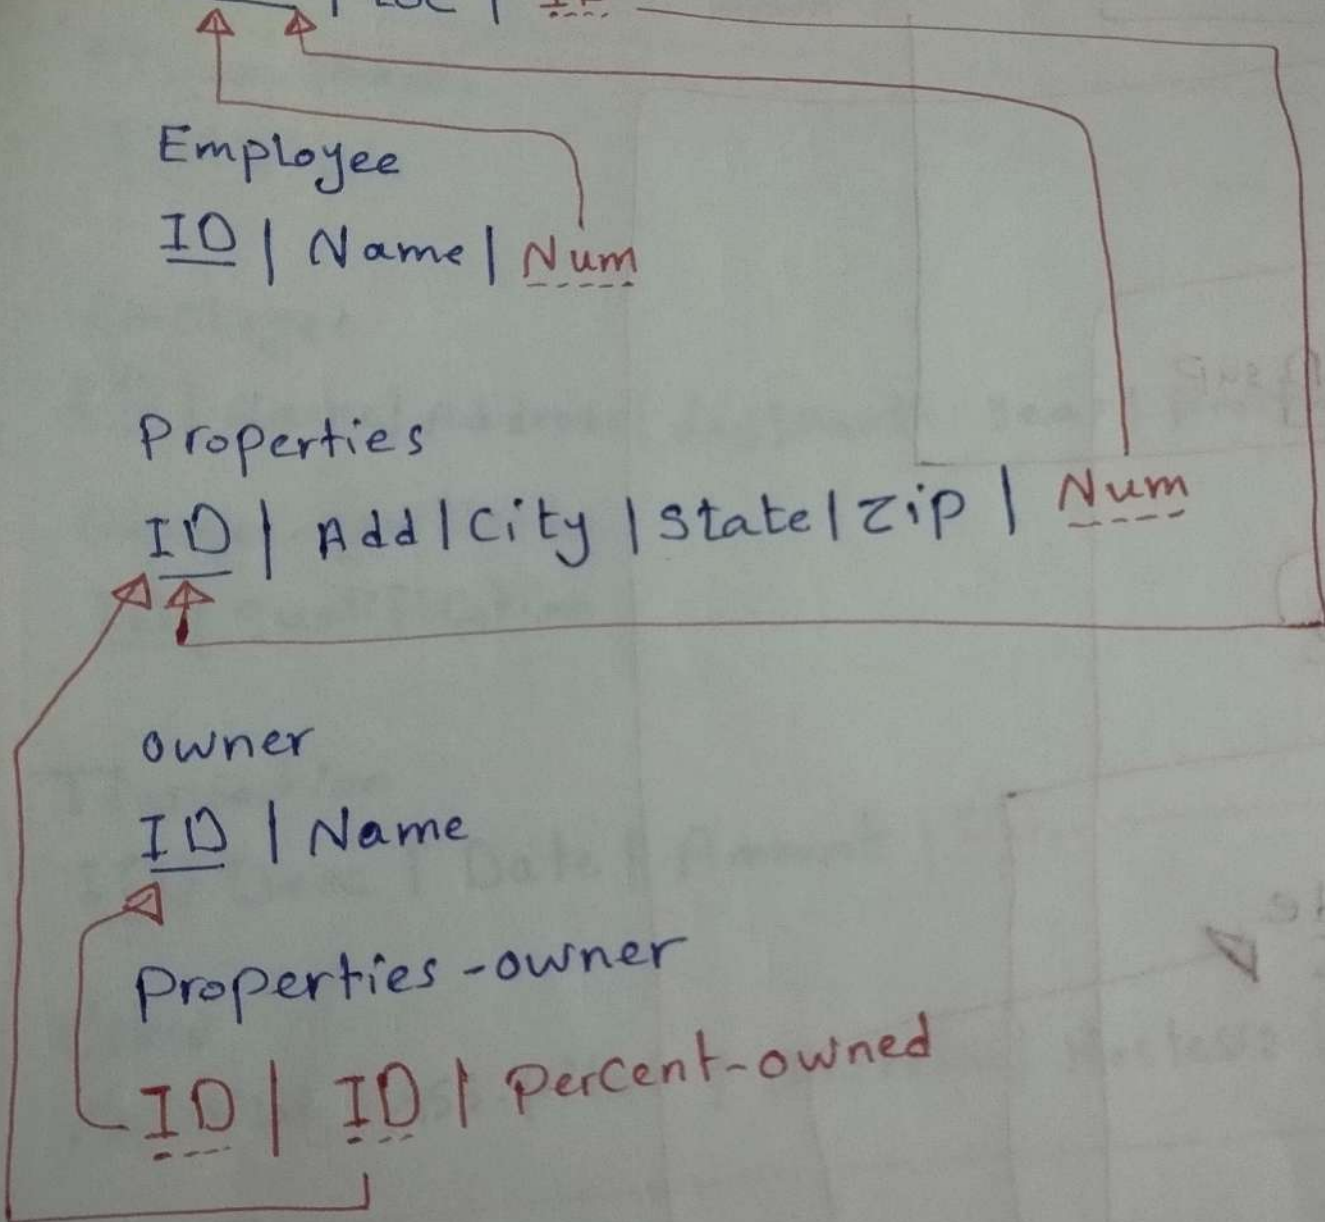 | Loc |
Employee
ID | Name | Num
Properties
ID | Add | City | State | Zip | Num
owner
ID | Name
Properties-owner
ID | ID | Percent-owned